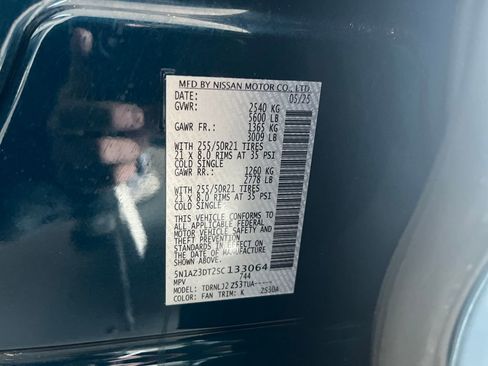 MFD BY NISSAN MOTOR CO., LTD.
DATE: 05/25
GVWR: 2540 KG
5600 LB
GAWR FR.: 1365 KG
3009 LB
WITH 255/50R21 TIRES
21 x 8.0 RIMS AT 35 PSI
COLD SINGLE
GAWR RR.: 1260 KG
2778 LB
WITH 255/50R21 TIRES
21 x 8.0 RIMS AT 35 PSI
COLD SINGLE
THIS VEHICLE CONFORMS TO
ALL APPLICABLE FEDERAL
MOTOR VEHICLE SAFETY AND
THEFT PREVENTION
STANDARDS IN EFFECT ON
THE DATE OF MANUFACTURE
SHOWN ABOVE.
5N1AZ3DT2SC133064
MPV 744
MODEL: TDRNLJ2 Z53TUA-----
COLOR: FAN TRIM: K Z53DA